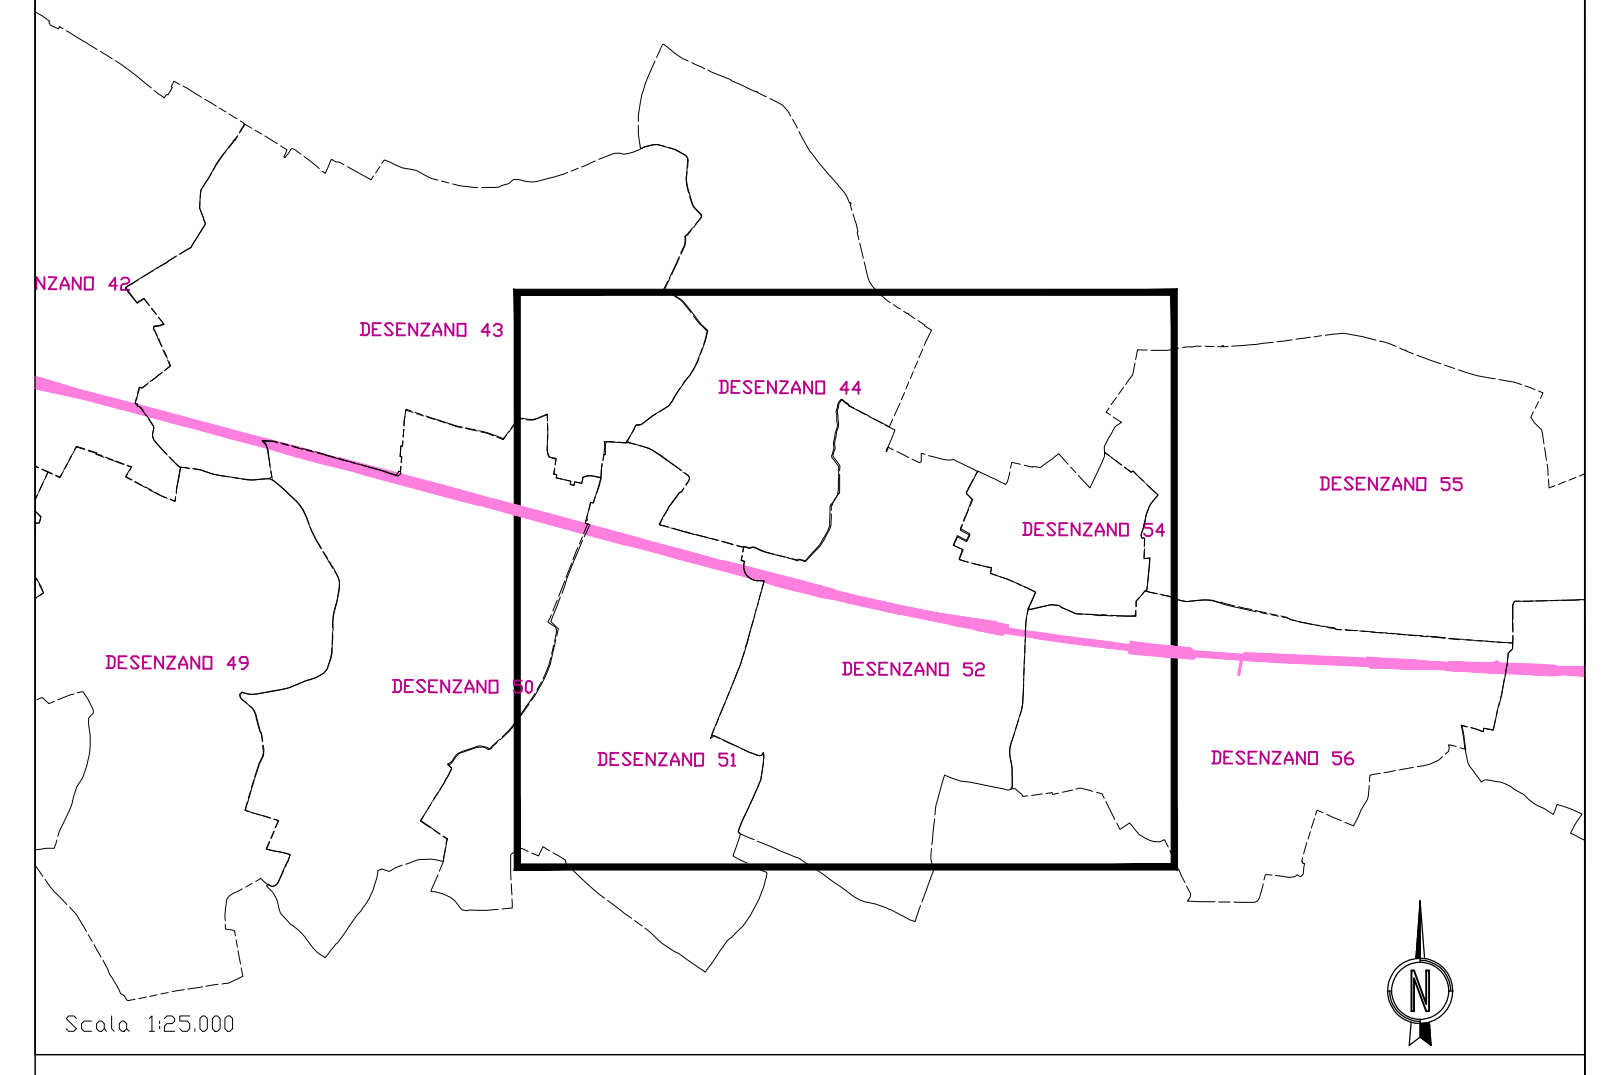 NZANO 42
DESENZANO 43
DESENZANO 44
DESENZANO 55
DESENZANO 54
DESENZANO 49
DESENZANO 50
DESENZANO 52
DESENZANO 51
DESENZANO 56
N
Scala 1:25.000